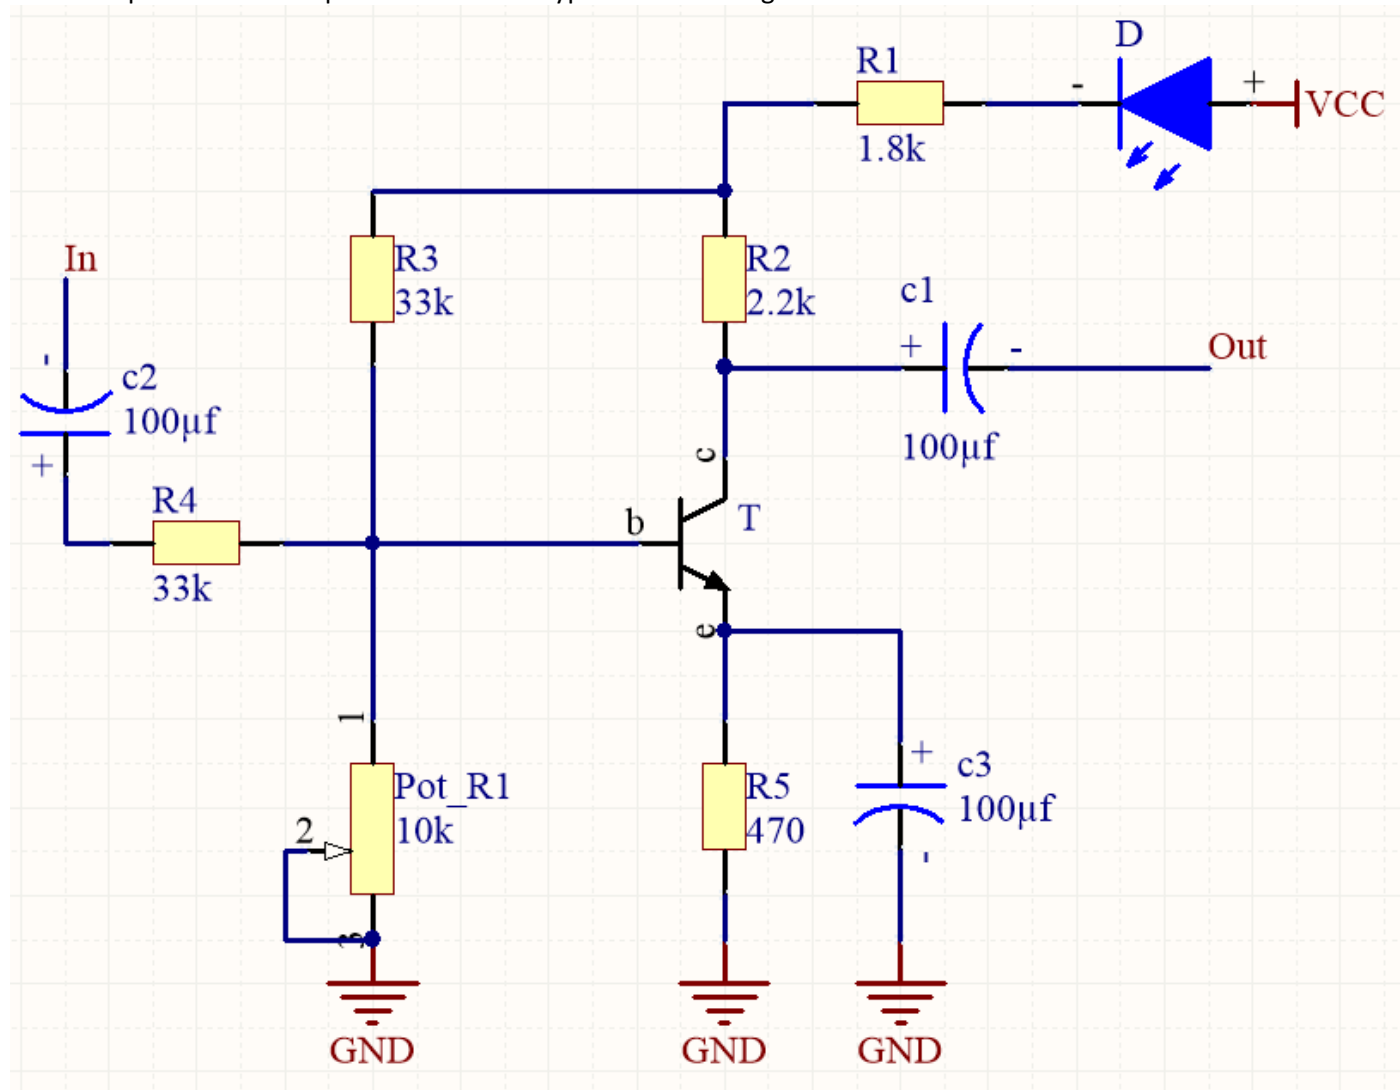 D
R1
- +
VCC
1.8k
In
R3
33k
R2
2.2k
c1
+ -
Out
100µf
-
c2
100µf
+
R4
33k
c
b
T
e
1
Pot_R1
10k
2
3
R5
470
+
c3
100µf
-
GND
GND
GND